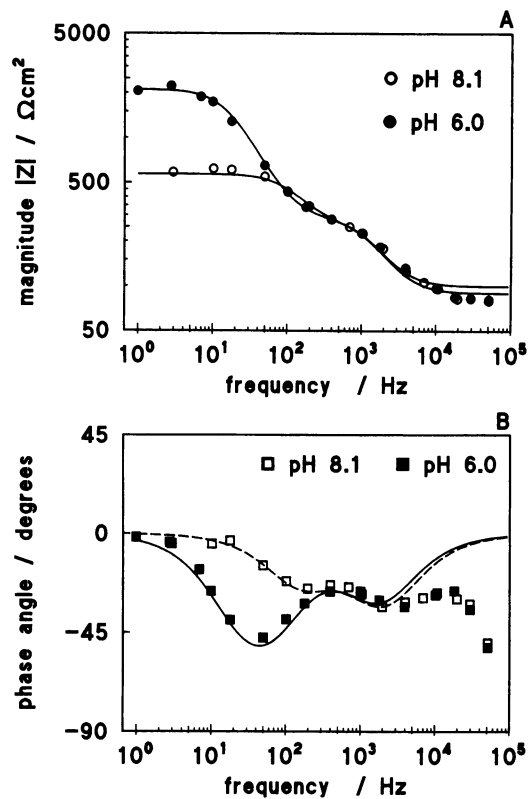 A
5000
pH 8.1
pH 6.0
500
magnitude |Z| / Ωcm²
50
10⁰ 10¹ 10² 10³ 10⁴ 10⁵
frequency / Hz
B
45
pH 8.1 pH 6.0
0
phase angle / degrees
−45
−90
10⁰ 10¹ 10² 10³ 10⁴ 10⁵
frequency / Hz